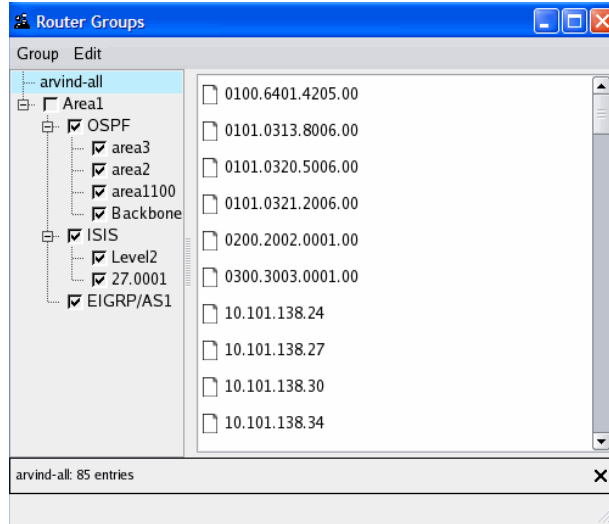 Router Groups
Group Edit
arvind-all
Area1
OSPF
area3
area2
area1100
Backbone
ISIS
Level2
27.0001
EIGRP/AS1
0100.6401.4205.00
0101.0313.8006.00
0101.0320.5006.00
0101.0321.2006.00
0200.2002.0001.00
0300.3003.0001.00
10.101.138.24
10.101.138.27
10.101.138.30
10.101.138.34
arvind-all: 85 entries